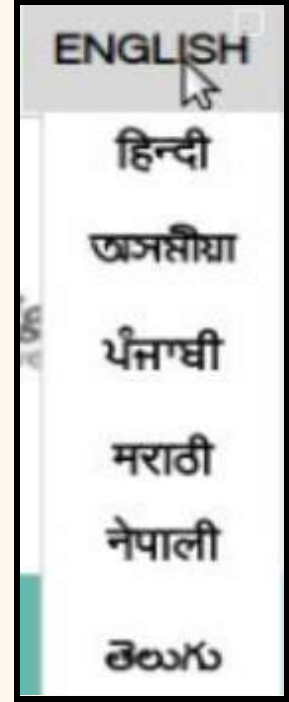 ENGLISH
हिन्दी
অসমীয়া
ਪੰਜਾਬੀ
मराठी
नेपाली
తెలుగు